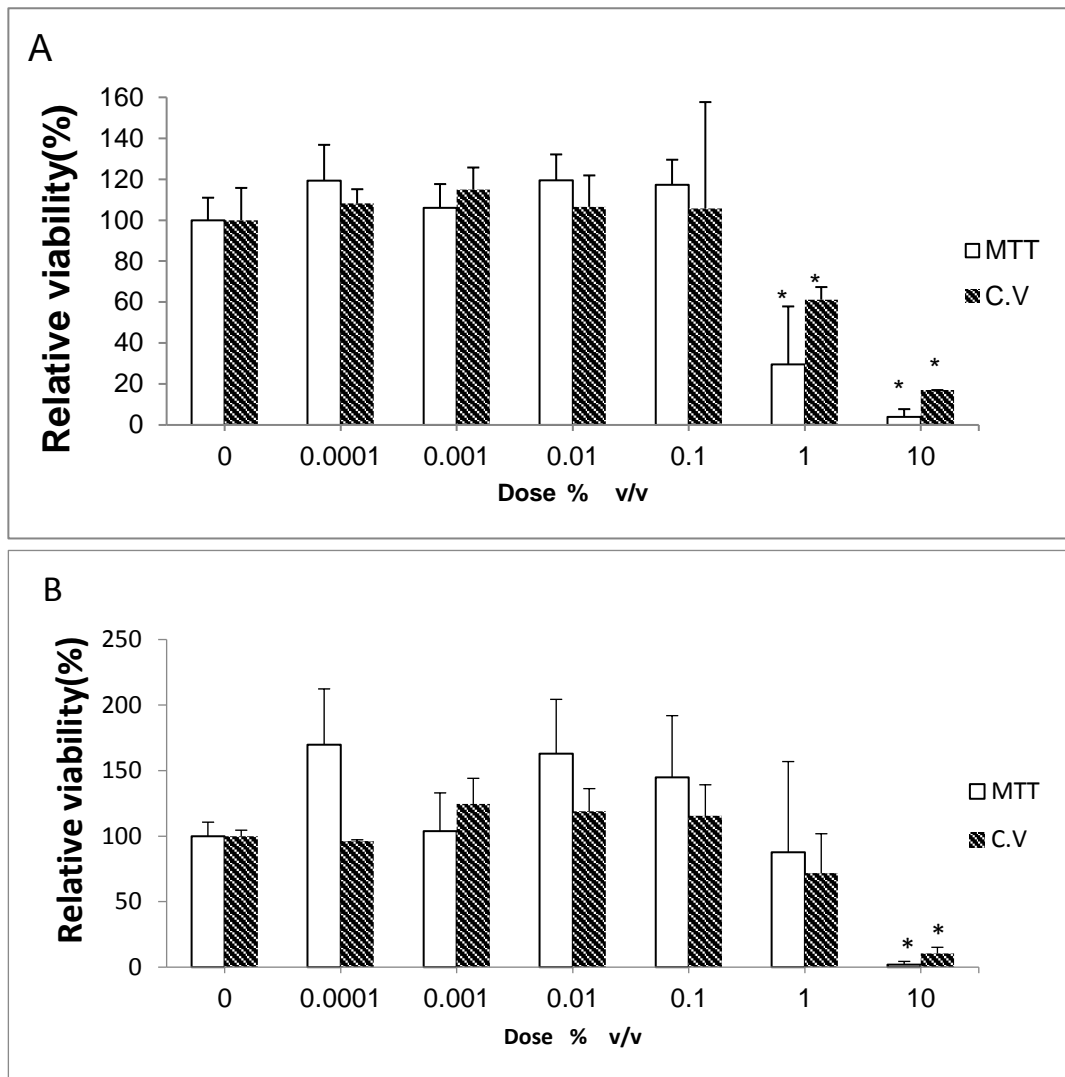 A
Relative viability(%)
160
140
120
100
80
60
40
20
0
* * * *
0 0.0001 0.001 0.01 0.1 1 10
Dose % v/v
MTT
C.V
B
Relative viability(%)
250
200
150
100
50
0
* *
0 0.0001 0.001 0.01 0.1 1 10
Dose % v/v
MTT
C.V